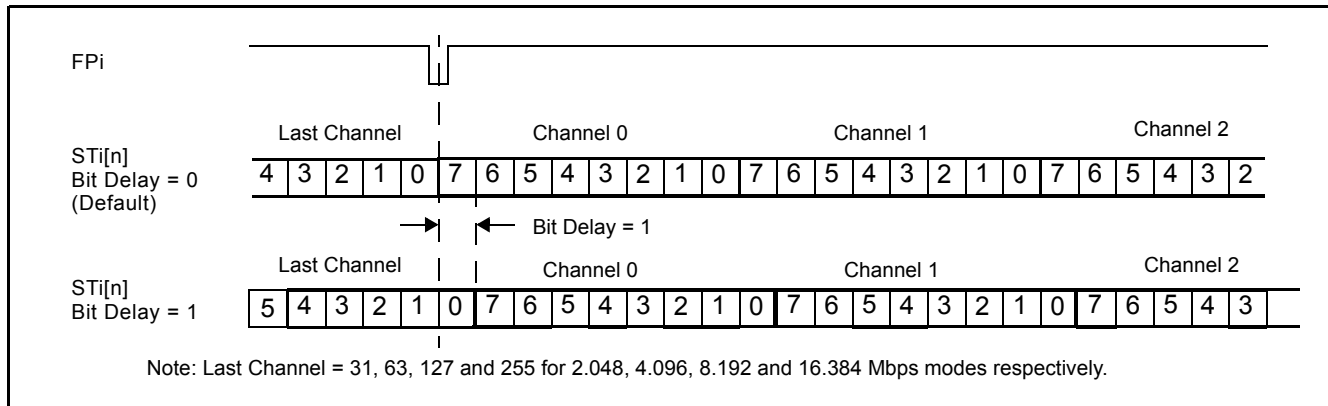 FPi
Last Channel Channel 0 Channel 1 Channel 2
STi[n]
Bit Delay = 0
(Default)
4 3 2 1 0 7 6 5 4 3 2 1 0 7 6 5 4 3 2 1 0 7 6 5 4 3 2
Bit Delay = 1
Last Channel Channel 0 Channel 1 Channel 2
STi[n]
Bit Delay = 1
5 4 3 2 1 0 7 6 5 4 3 2 1 0 7 6 5 4 3 2 1 0 7 6 5 4 3
Note: Last Channel = 31, 63, 127 and 255 for 2.048, 4.096, 8.192 and 16.384 Mbps modes respectively.